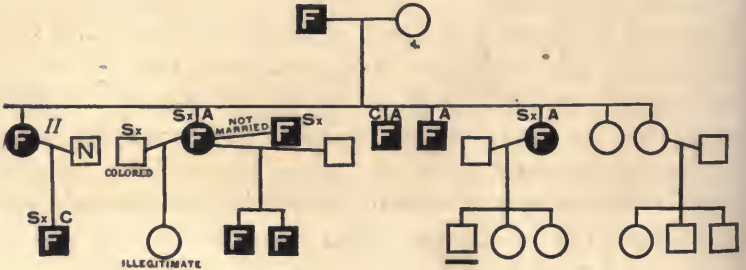 F
Sx A
NOT
MARRIED
F Sx
C A
A
Sx A
F II
N
Sx
F
F
F
F
COLORED
Sx C
F
F
F
ILLEGITIMATE